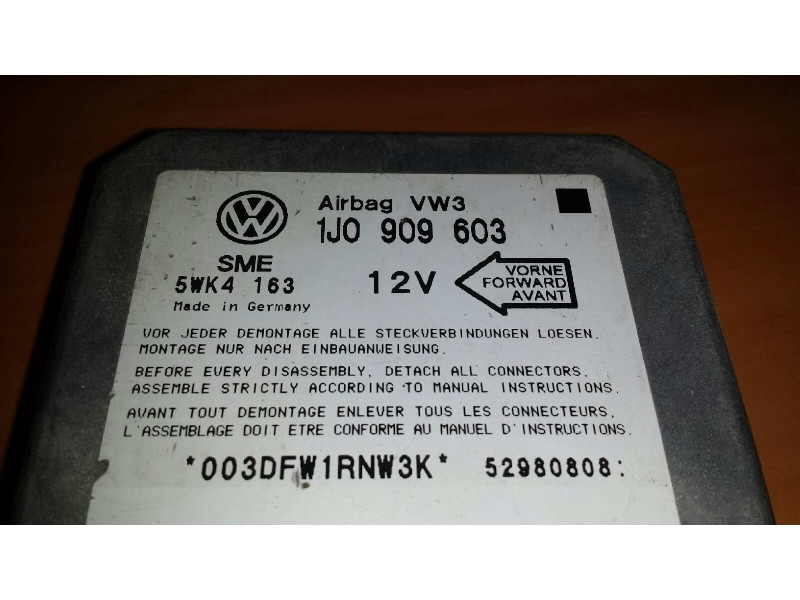 Airbag VW3
1J0 909 603
SME
5WK4 163
12V
VORNE
FORWARD
AVANT
Made in Germany
VOR JEDER DEMONTAGE ALLE STECKVERBINDUNGEN LOESEN.
MONTAGE NUR NACH EINBAUANWEISUNG.
BEFORE EVERY DISASSEMBLY, DETACH ALL CONNECTORS.
ASSEMBLE STRICTLY ACCORDING TO MANUAL INSTRUCTIONS.
AVANT TOUT DEMONTAGE ENLEVER TOUS LES CONNECTEURS.
L'ASSEMBLAGE DOIT ETRE CONFORME AU MANUEL D'INSTRUCTIONS.
*003DFW1RNW3K* 52980808: